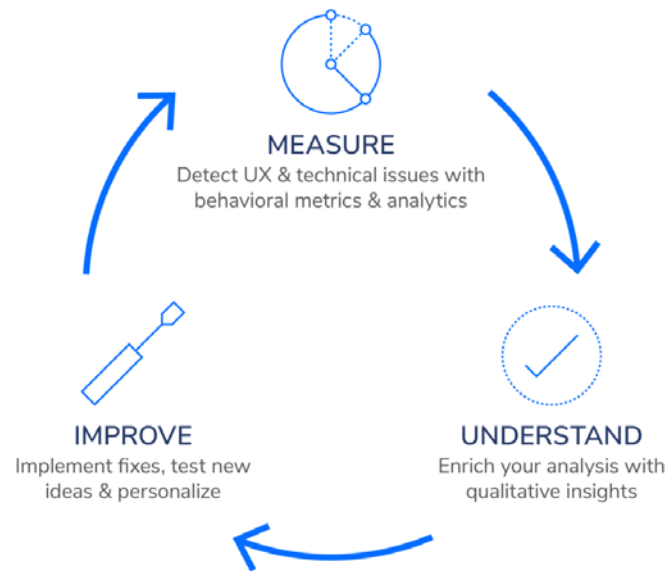 MEASURE
Detect UX & technical issues with
behavioral metrics & analytics
UNDERSTAND
Enrich your analysis with
qualitative insights
IMPROVE
Implement fixes, test new
ideas & personalize